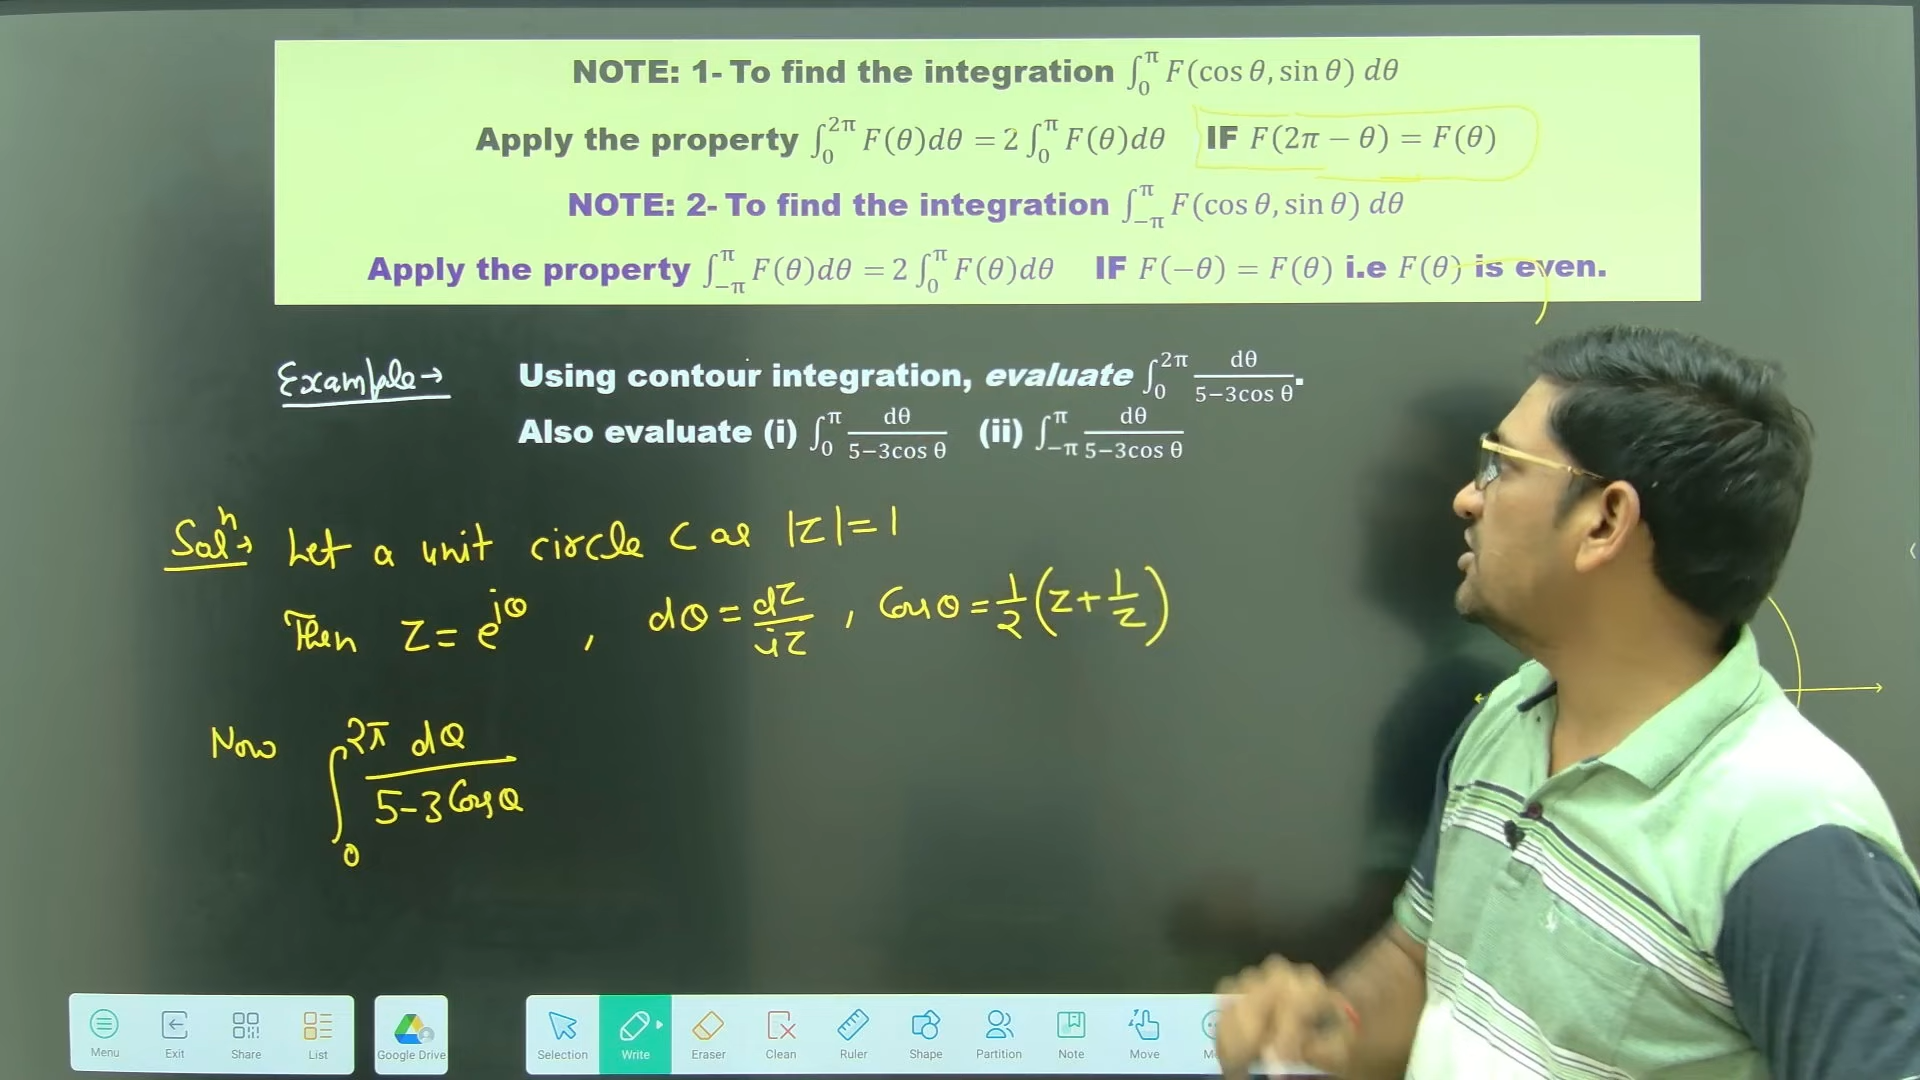 NOTE: 1- To find the integration ∫₀^π F(cos θ, sin θ) dθ
Apply the property ∫₀^2π F(θ)dθ = 2 ∫₀^π F(θ)dθ IF F(2π − θ) = F(θ)
NOTE: 2- To find the integration ∫₋π^π F(cos θ, sin θ) dθ
Apply the property ∫₋π^π F(θ)dθ = 2 ∫₀^π F(θ)dθ IF F(−θ) = F(θ) i.e F(θ) is even.
Example→ Using contour integration, evaluate ∫₀^2π dθ/(5−3cos θ).
Also evaluate (i) ∫₀^π dθ/(5−3cos θ) (ii) ∫₋π^π dθ/(5−3cos θ)
Solⁿ→ Let a unit circle C as |z|=1
Then z = e^iθ , dθ = dz/iz , Cosθ = 1/2 (z + 1/z)
Now ∫₀^2π dθ/(5−3Cosθ)
Menu Exit Share List Google Drive Selection Write Eraser Clean Ruler Shape Partition Note Move